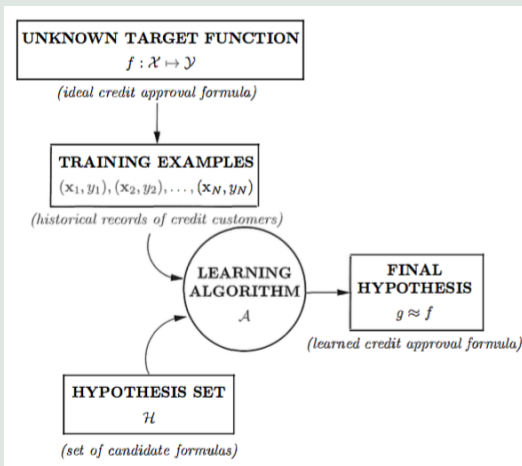 UNKNOWN TARGET FUNCTION
f : 𝒳 ↦ 𝒴
(ideal credit approval formula)
TRAINING EXAMPLES
(x₁, y₁), (x₂, y₂), . . . , (x_N, y_N)
(historical records of credit customers)
LEARNING
ALGORITHM
𝒜
FINAL
HYPOTHESIS
g ≈ f
(learned credit approval formula)
HYPOTHESIS SET
ℋ
(set of candidate formulas)